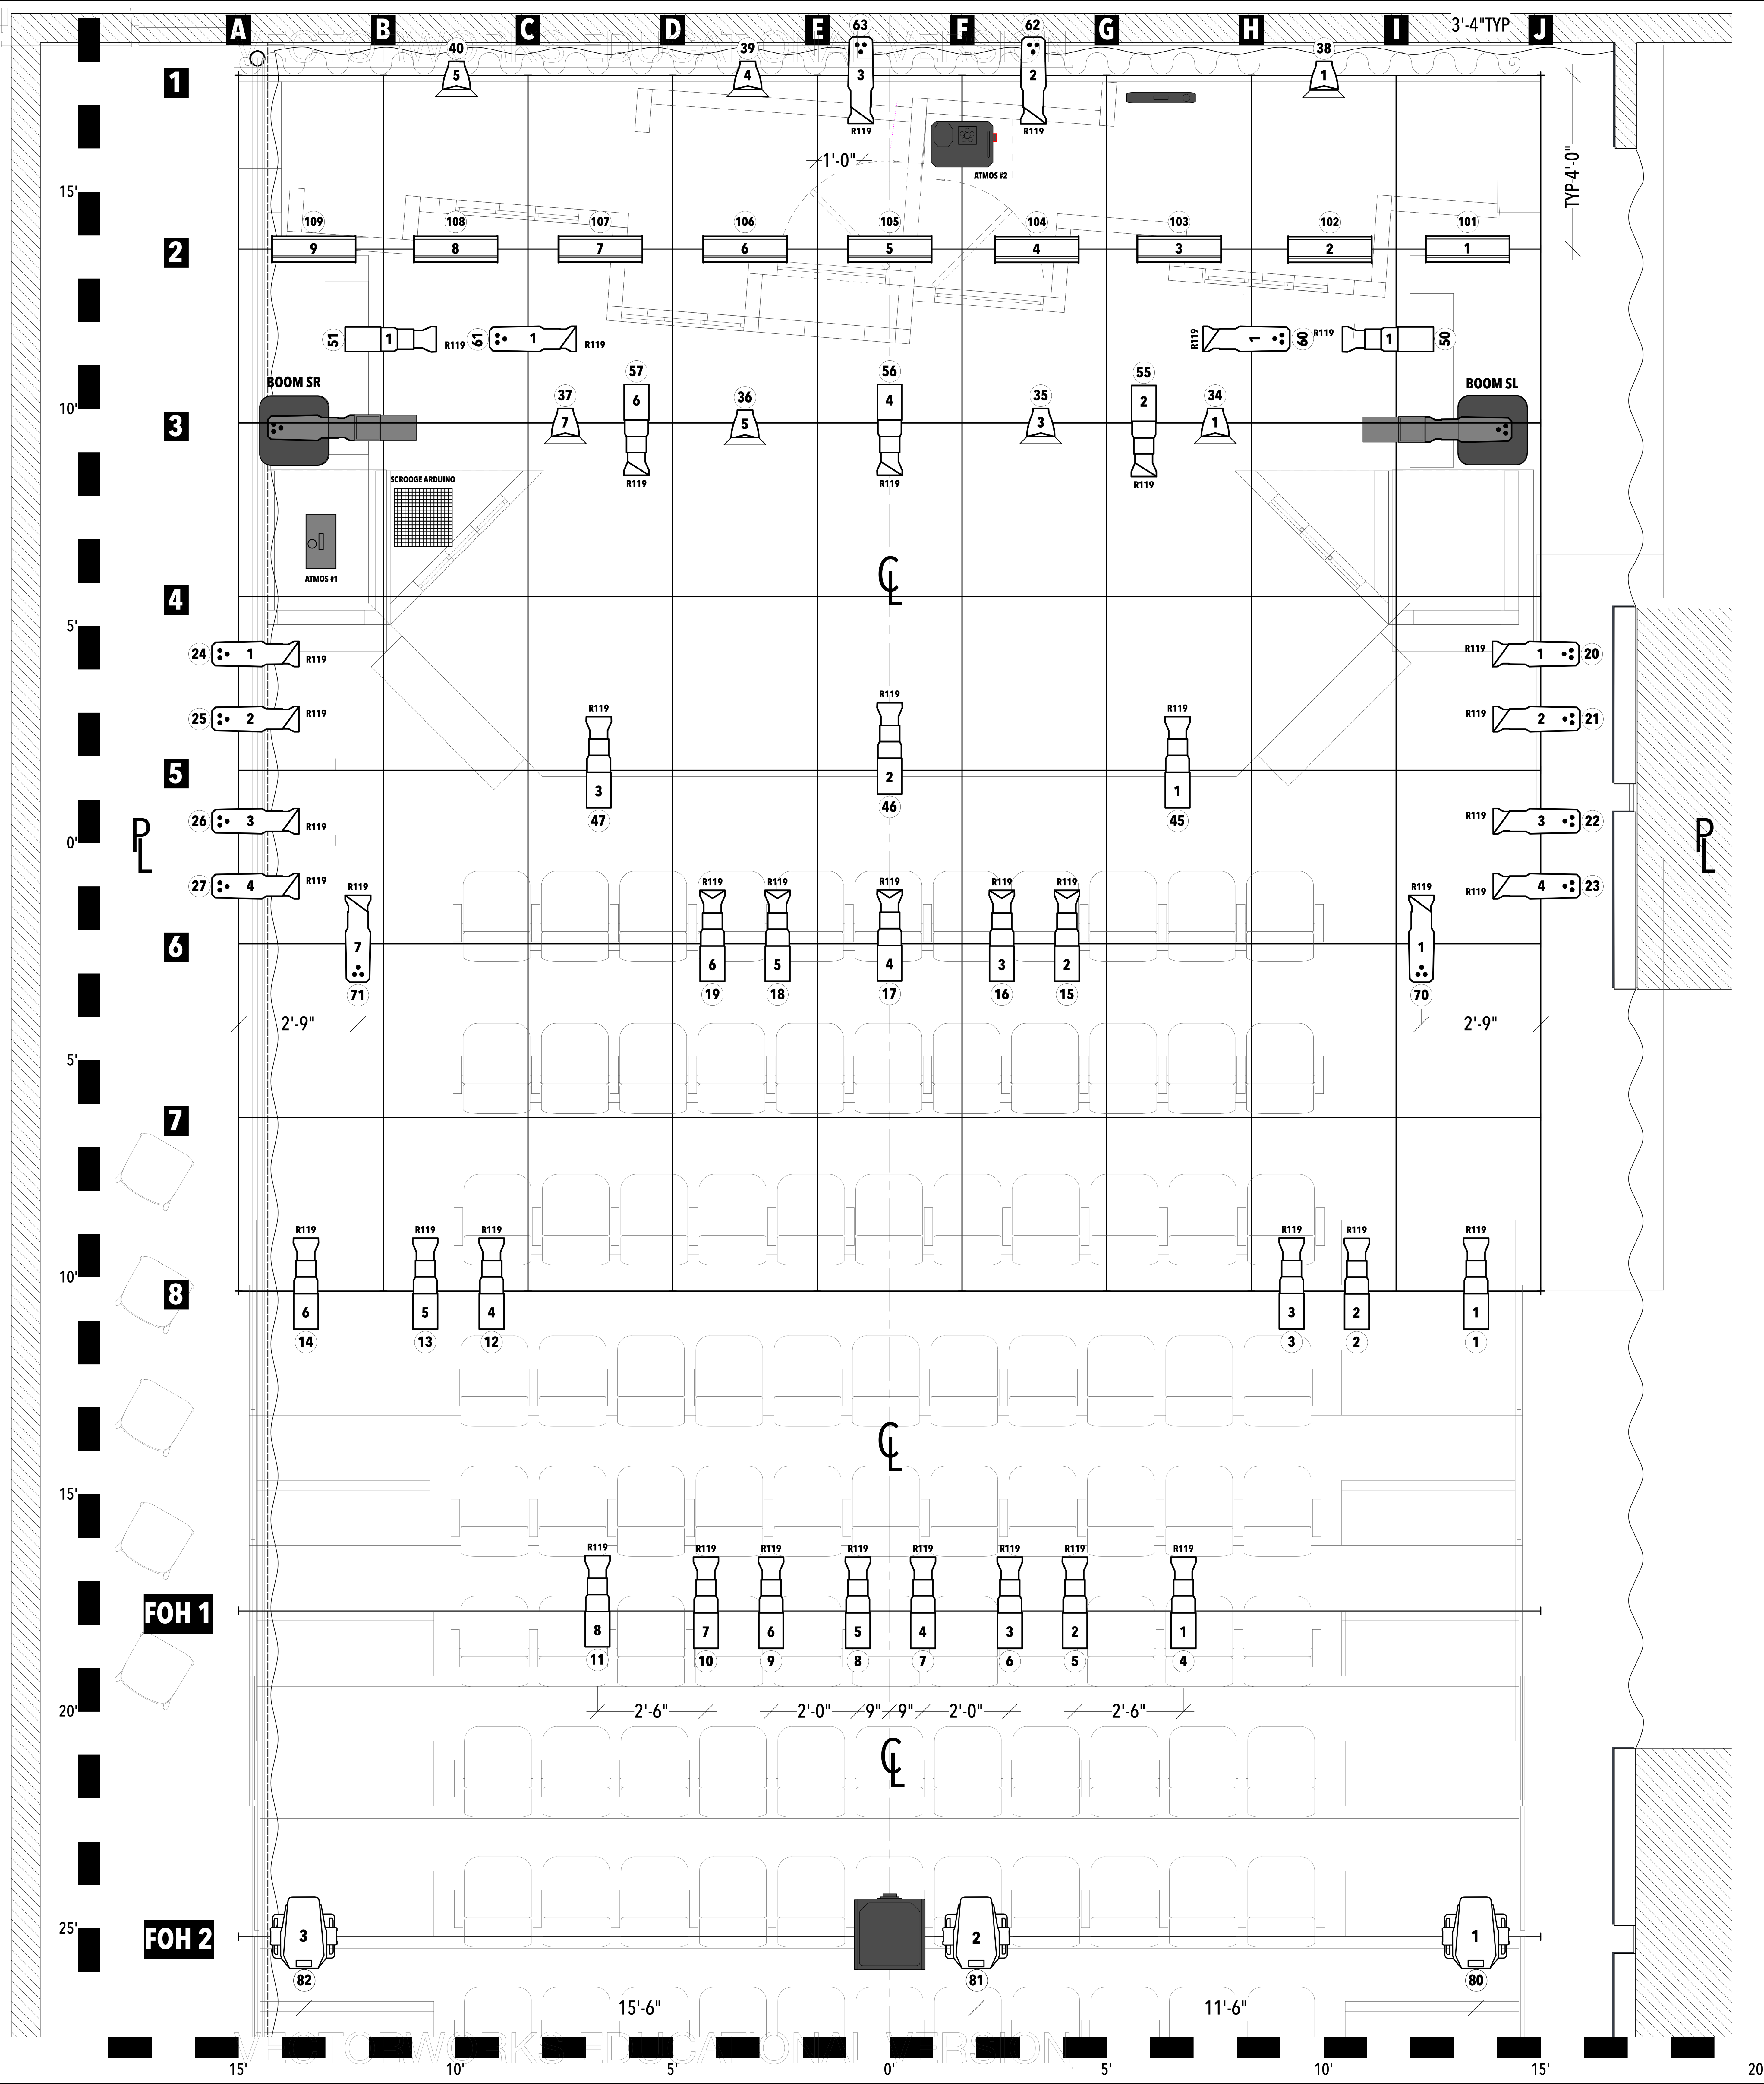 VECTORWORKS EDUCATIONAL VERSION
A B C D E F G H I J
3'-4"TYP
63 62
40 39 38
1 5 4 3 2 1
R119 R119
1'-0"
ATMOS #2
TYP 4'-0"
15'
109 108 107 106 105 104 103 102 101
2 9 8 7 6 5 4 3 2 1
51 1 R119 61 1 R119
R119 1 60 R119 1 50
BOOM SR
BOOM SL
57 56 55
37 36 35 34
10'
6 4 2
3 7 5 3 1
R119 R119 R119
SCROOGE ARDUINO
ATMOS #1
CL
4
5'
24 1 R119
R119 1 20
25 2 R119
R119 2 21
R119 R119 R119
5
3 2 1
47 46 45
26 3 R119
R119 3 22
0'
PL
PL
27 4 R119
R119 4 23
R119 R119 R119 R119 R119 R119 R119
6
7 6 5 4 3 2 1
71 19 18 17 16 15 70
2'-9"
2'-9"
5'
7
R119 R119 R119 R119 R119 R119
10'
8
6 5 4 3 2 1
14 13 12 3 2 1
CL
15'
R119 R119 R119 R119 R119 R119 R119 R119
FOH 1
8 7 6 5 4 3 2 1
11 10 9 8 7 6 5 4
20'
2'-6" 2'-0" 9" 9" 2'-0" 2'-6"
CL
25'
FOH 2
3 2 1
82 81 80
15'-6" 11'-6"
VECTORWORKS EDUCATIONAL VERSION
15' 10' 5' 0' 5' 10' 15' 20